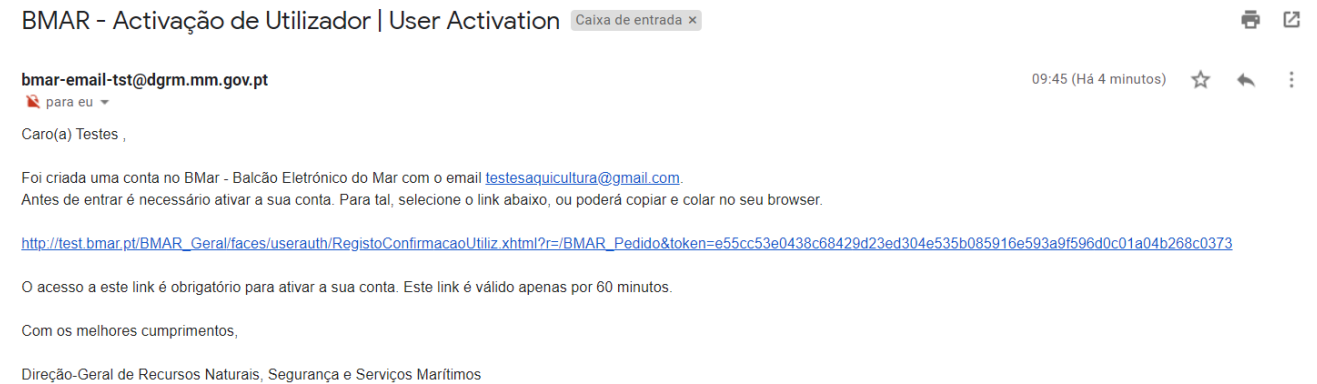 BMAR - Activação de Utilizador | User Activation Caixa de entrada ×
bmar-email-tst@dgrm.mm.gov.pt 09:45 (Há 4 minutos)
para eu
Caro(a) Testes ,
Foi criada uma conta no BMar - Balcão Eletrónico do Mar com o email testesaquicultura@gmail.com.
Antes de entrar é necessário ativar a sua conta. Para tal, selecione o link abaixo, ou poderá copiar e colar no seu browser.
http://test.bmar.pt/BMAR_Geral/faces/userauth/RegistoConfirmacaoUtiliz.xhtml?r=/BMAR_Pedido&token=e55cc53e0438c68429d23ed304e535b085916e593a9f596d0c01a04b268c0373
O acesso a este link é obrigatório para ativar a sua conta. Este link é válido apenas por 60 minutos.
Com os melhores cumprimentos,
Direção-Geral de Recursos Naturais, Segurança e Serviços Marítimos